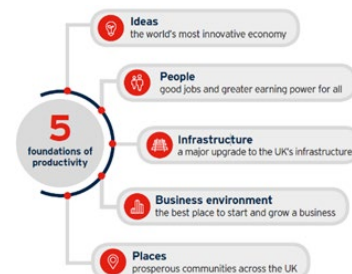 Ideas
the world's most innovative economy
People
good jobs and greater earning power for all
5
foundations of
productivity
Infrastructure
a major upgrade to the UK's infrastructure
Business environment
the best place to start and grow a business
Places
prosperous communities across the UK